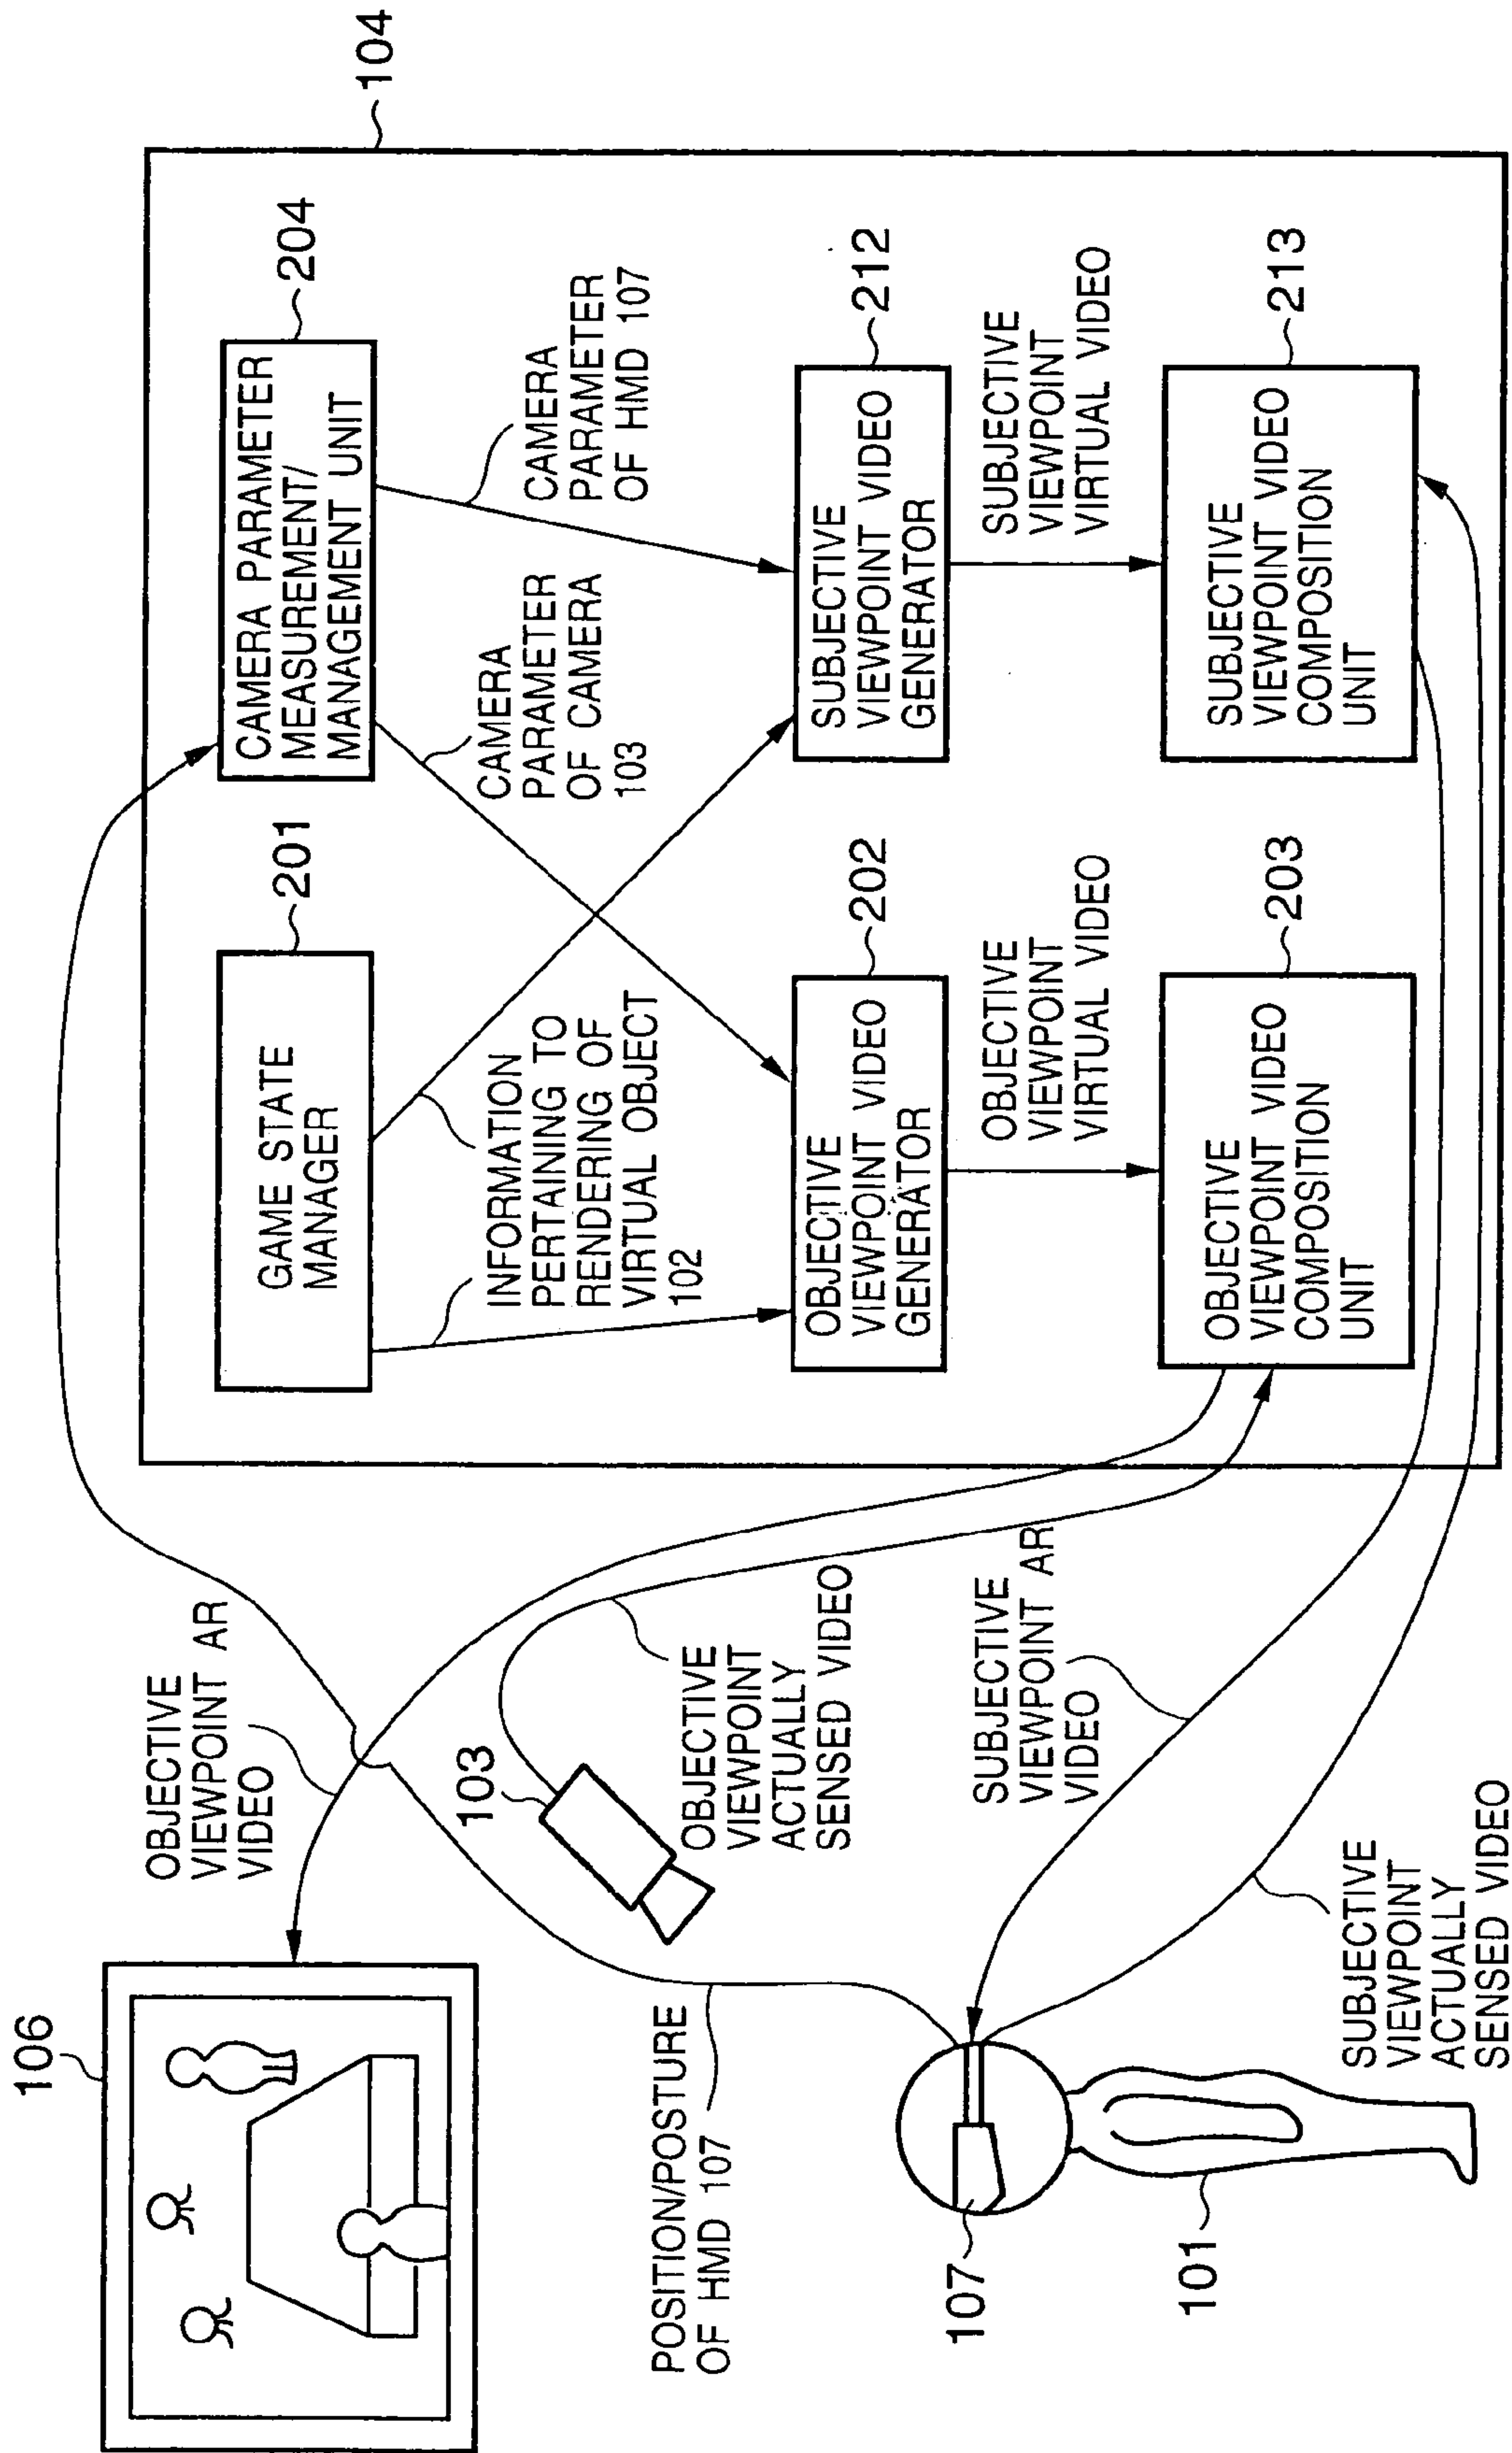 106
OBJECTIVE
VIEWPOINT AR
VIDEO
104
CAMERA PARAMETER
MEASUREMENT/
MANAGEMENT UNIT
204
GAME STATE
MANAGER
201
CAMERA
PARAMETER
OF HMD 107
CAMERA
PARAMETER
OF CAMERA
103
INFORMATION
PERTAINING TO
RENDERING OF
VIRTUAL OBJECT
102
103
OBJECTIVE
VIEWPOINT
ACTUALLY
SENSED VIDEO
POSITION/POSTURE
OF HMD 107
OBJECTIVE
VIEWPOINT VIDEO
GENERATOR
202
SUBJECTIVE
VIEWPOINT VIDEO
GENERATOR
212
OBJECTIVE
VIEWPOINT
VIRTUAL VIDEO
SUBJECTIVE
VIEWPOINT
VIRTUAL VIDEO
107
101
SUBJECTIVE
VIEWPOINT AR
VIDEO
OBJECTIVE
VIEWPOINT VIDEO
COMPOSITION
UNIT
203
SUBJECTIVE
VIEWPOINT VIDEO
COMPOSITION
UNIT
213
SUBJECTIVE
VIEWPOINT
ACTUALLY
SENSED VIDEO